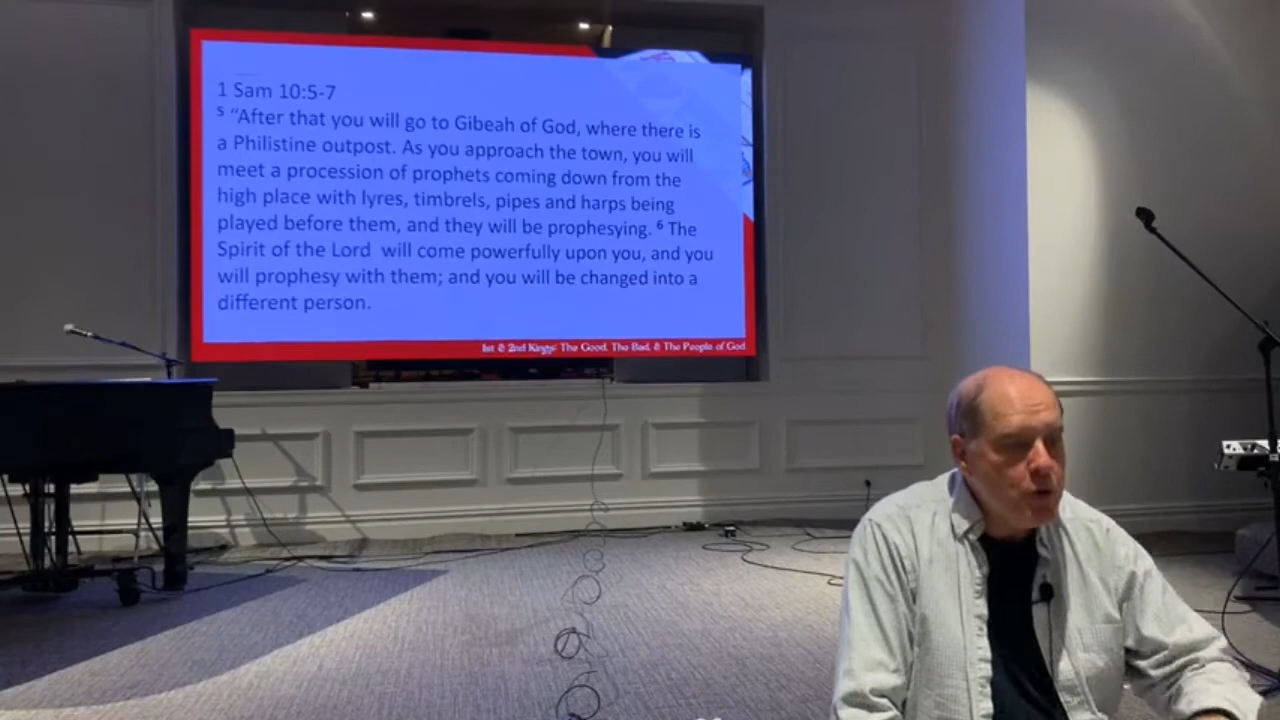 1 Sam 10:5-7
⁵ “After that you will go to Gibeah of God, where there is
a Philistine outpost. As you approach the town, you will
meet a procession of prophets coming down from the
high place with lyres, timbrels, pipes and harps being
played before them, and they will be prophesying. ⁶ The
Spirit of the Lord  will come powerfully upon you, and you
will prophesy with them; and you will be changed into a
different person.
1st & 2nd Kings: The Good, The Bad, & The People of God